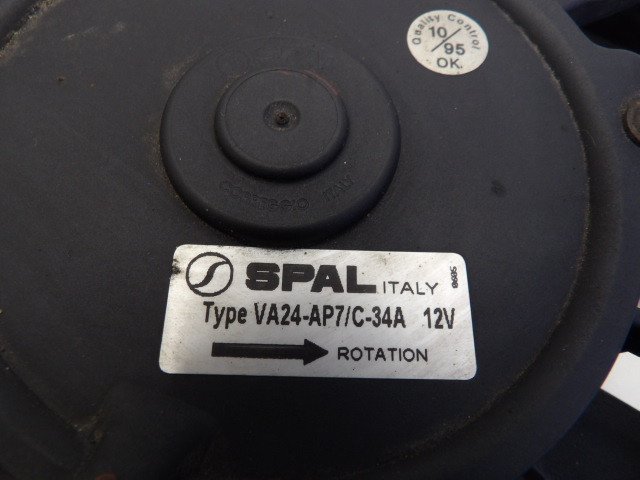 Quality Control
10/95
OK.
SPAL ITALY
Type VA24-AP7/C-34A 12V
ROTATION